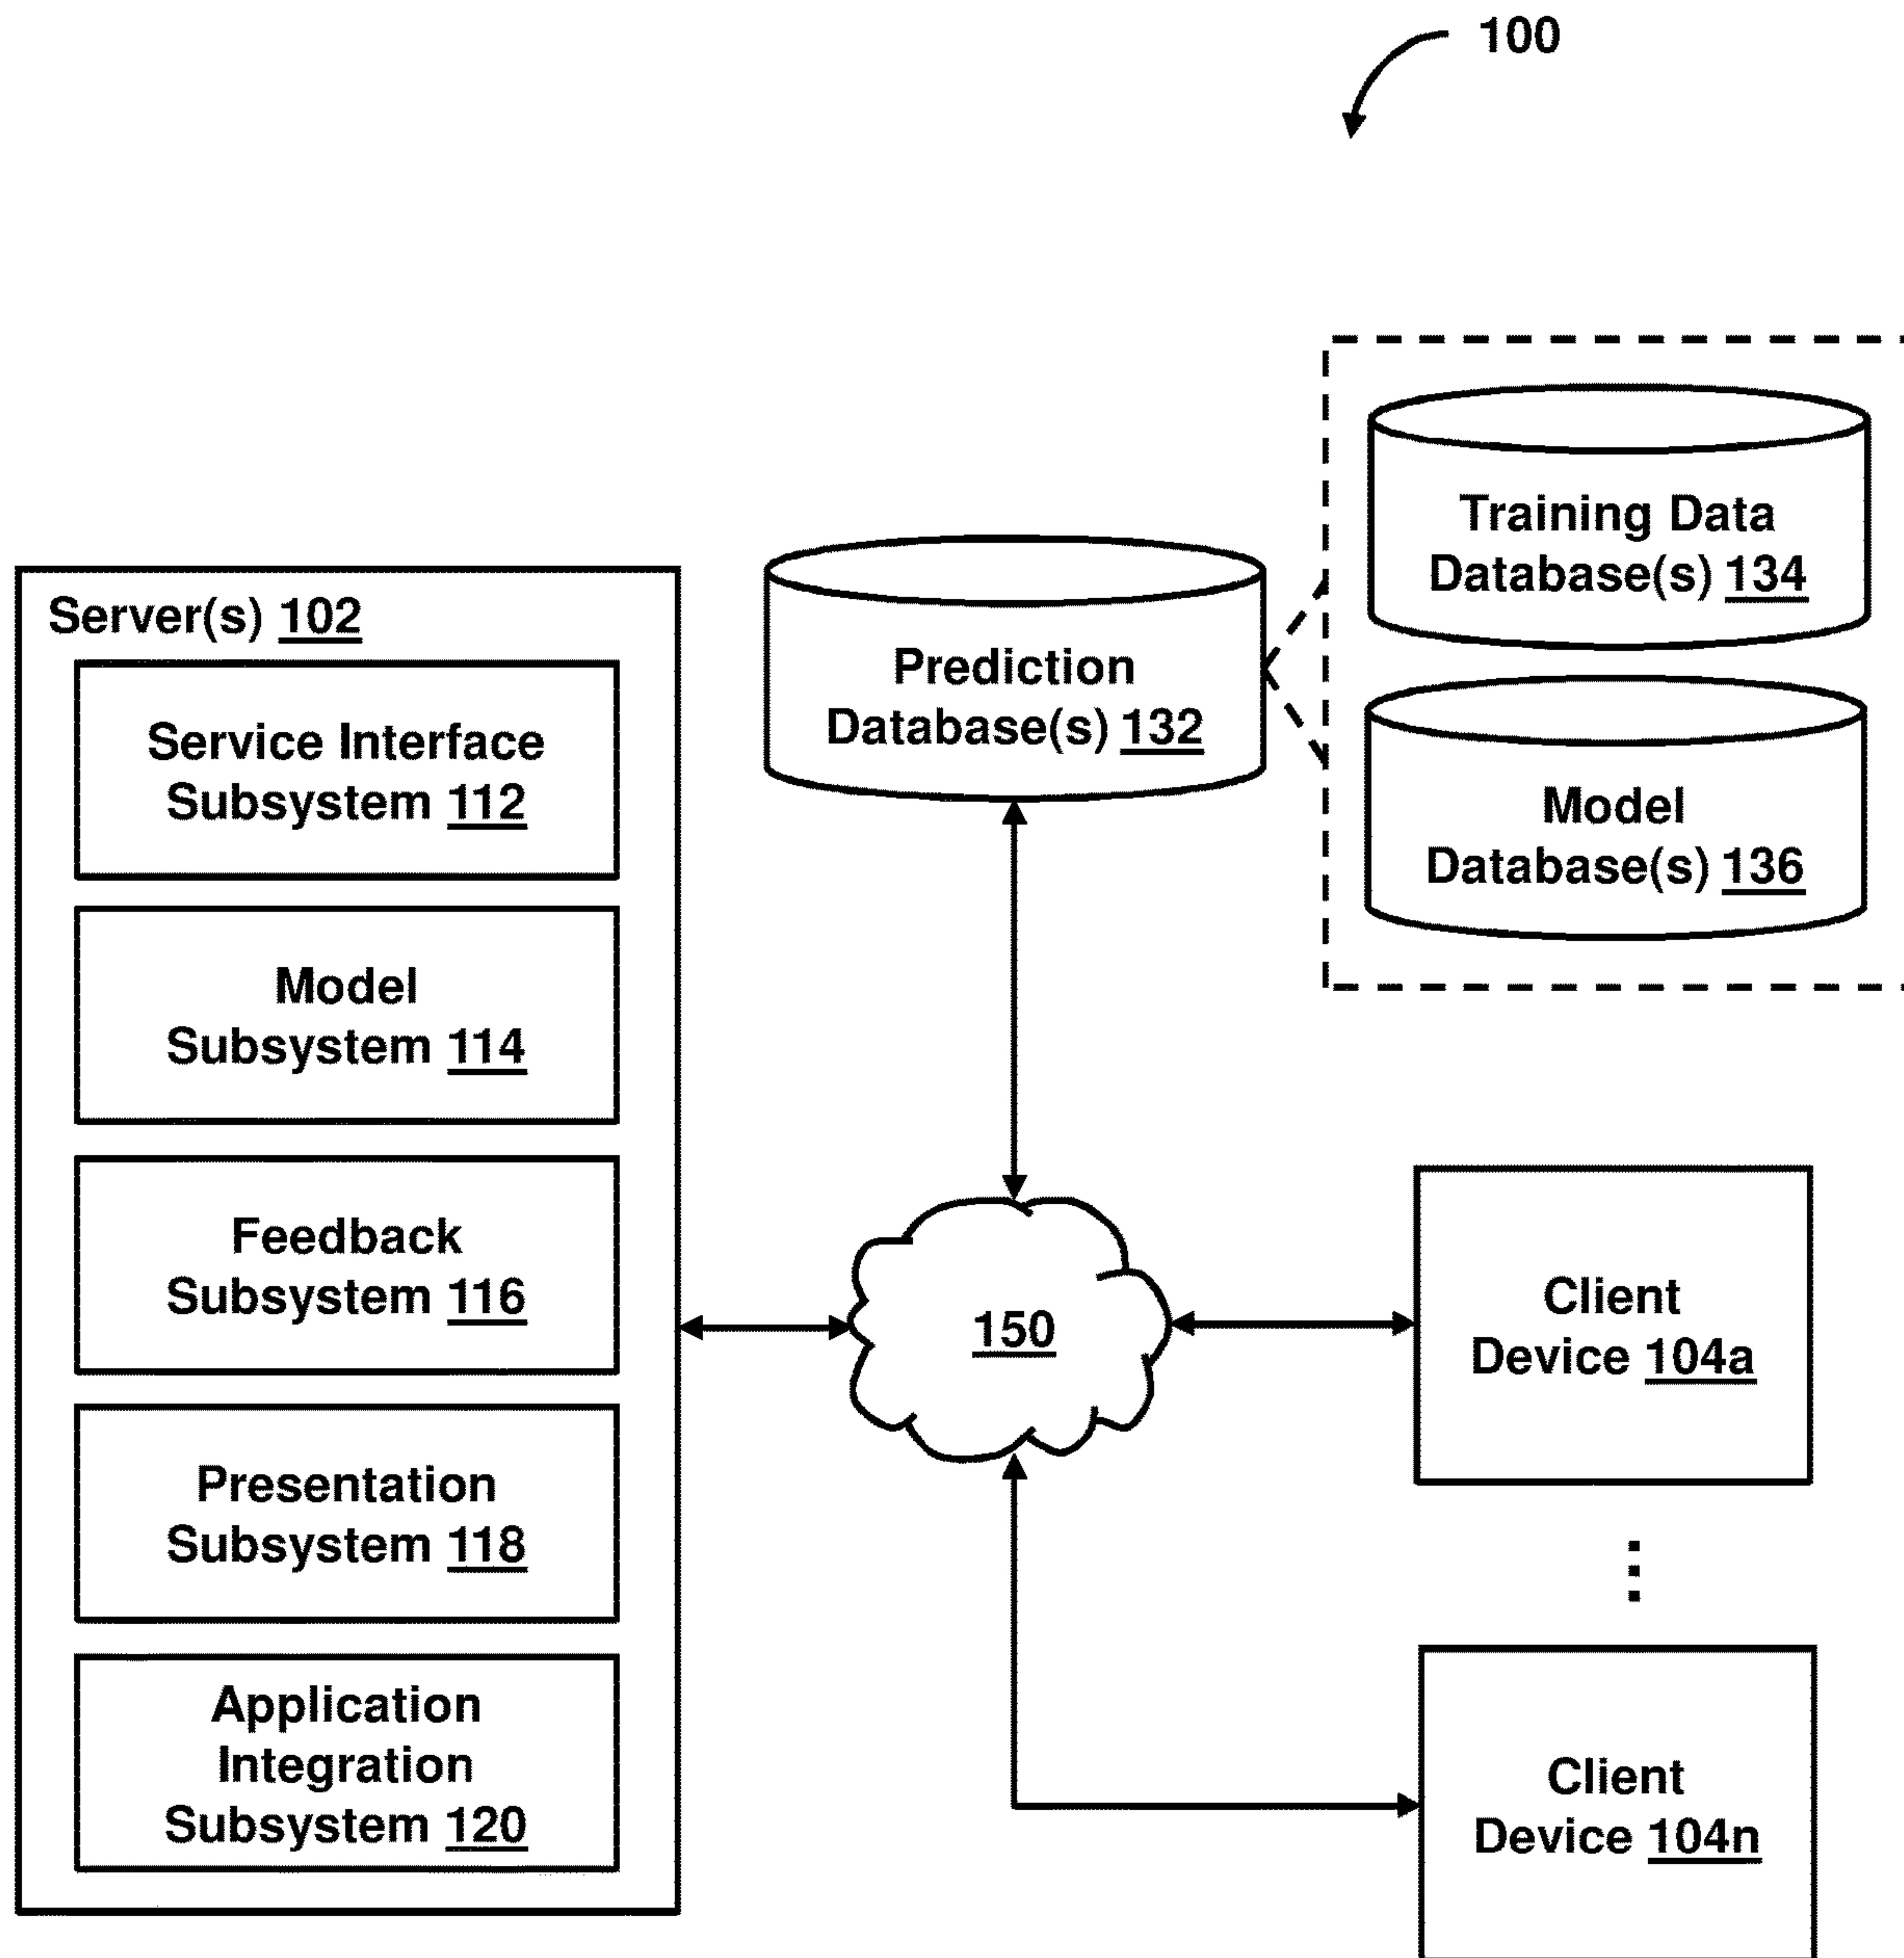 100
Server(s) 102
Service Interface
Subsystem 112
Model
Subsystem 114
Feedback
Subsystem 116
Presentation
Subsystem 118
Application
Integration
Subsystem 120
Prediction
Database(s) 132
Training Data
Database(s) 134
Model
Database(s) 136
150
Client
Device 104a
Client
Device 104n